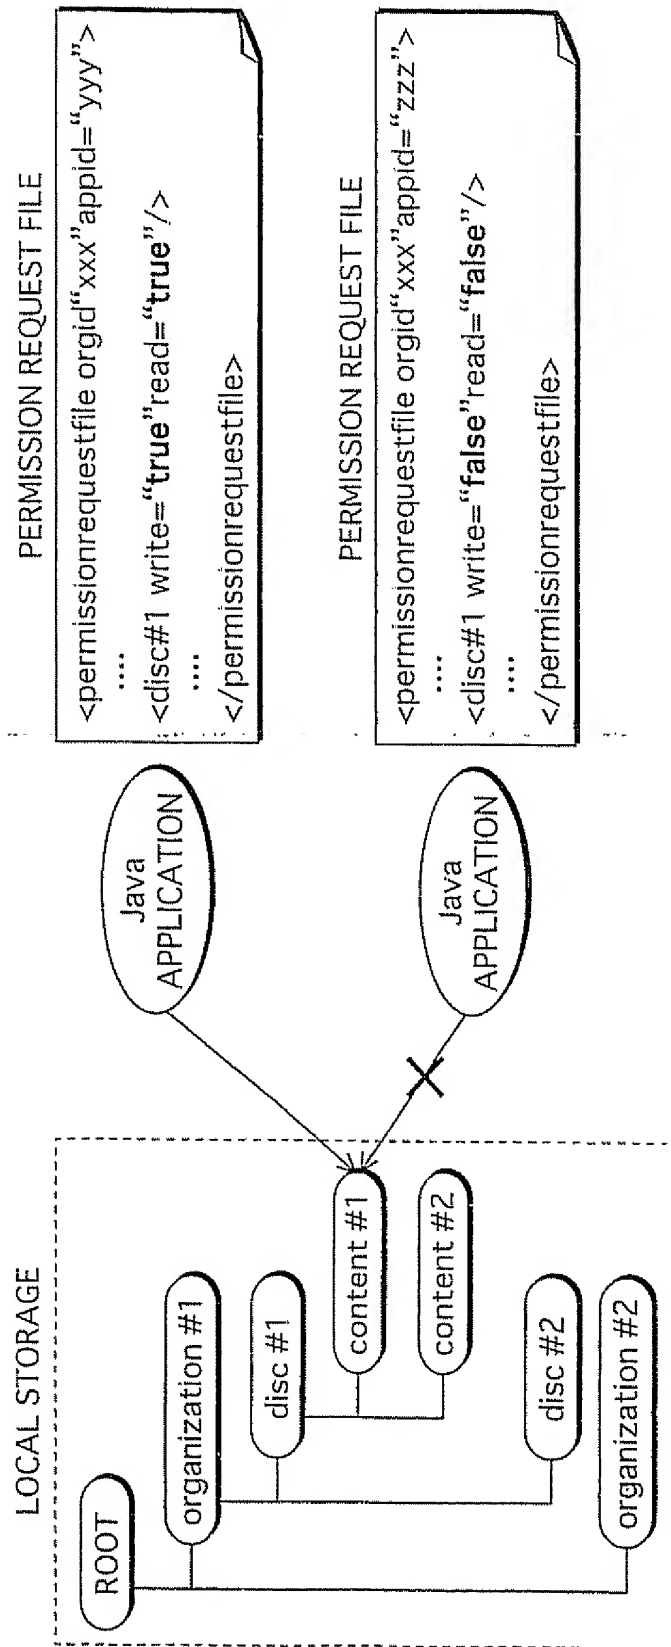 LOCAL STORAGE
ROOT
organization #1
disc #1
content #1
content #2
disc #2
organization #2
Java
APPLICATION
Java
APPLICATION
PERMISSION REQUEST FILE
<permissionrequestfile orgid“xxx”appid=“yyy”>
....
<disc#1 write=“true”read=“true”/>
....
</permissionrequestfile>
PERMISSION REQUEST FILE
<permissionrequestfile orgid“xxx”appid=“zzz”>
....
<disc#1 write=“false”read=“false”/>
....
</permissionrequestfile>